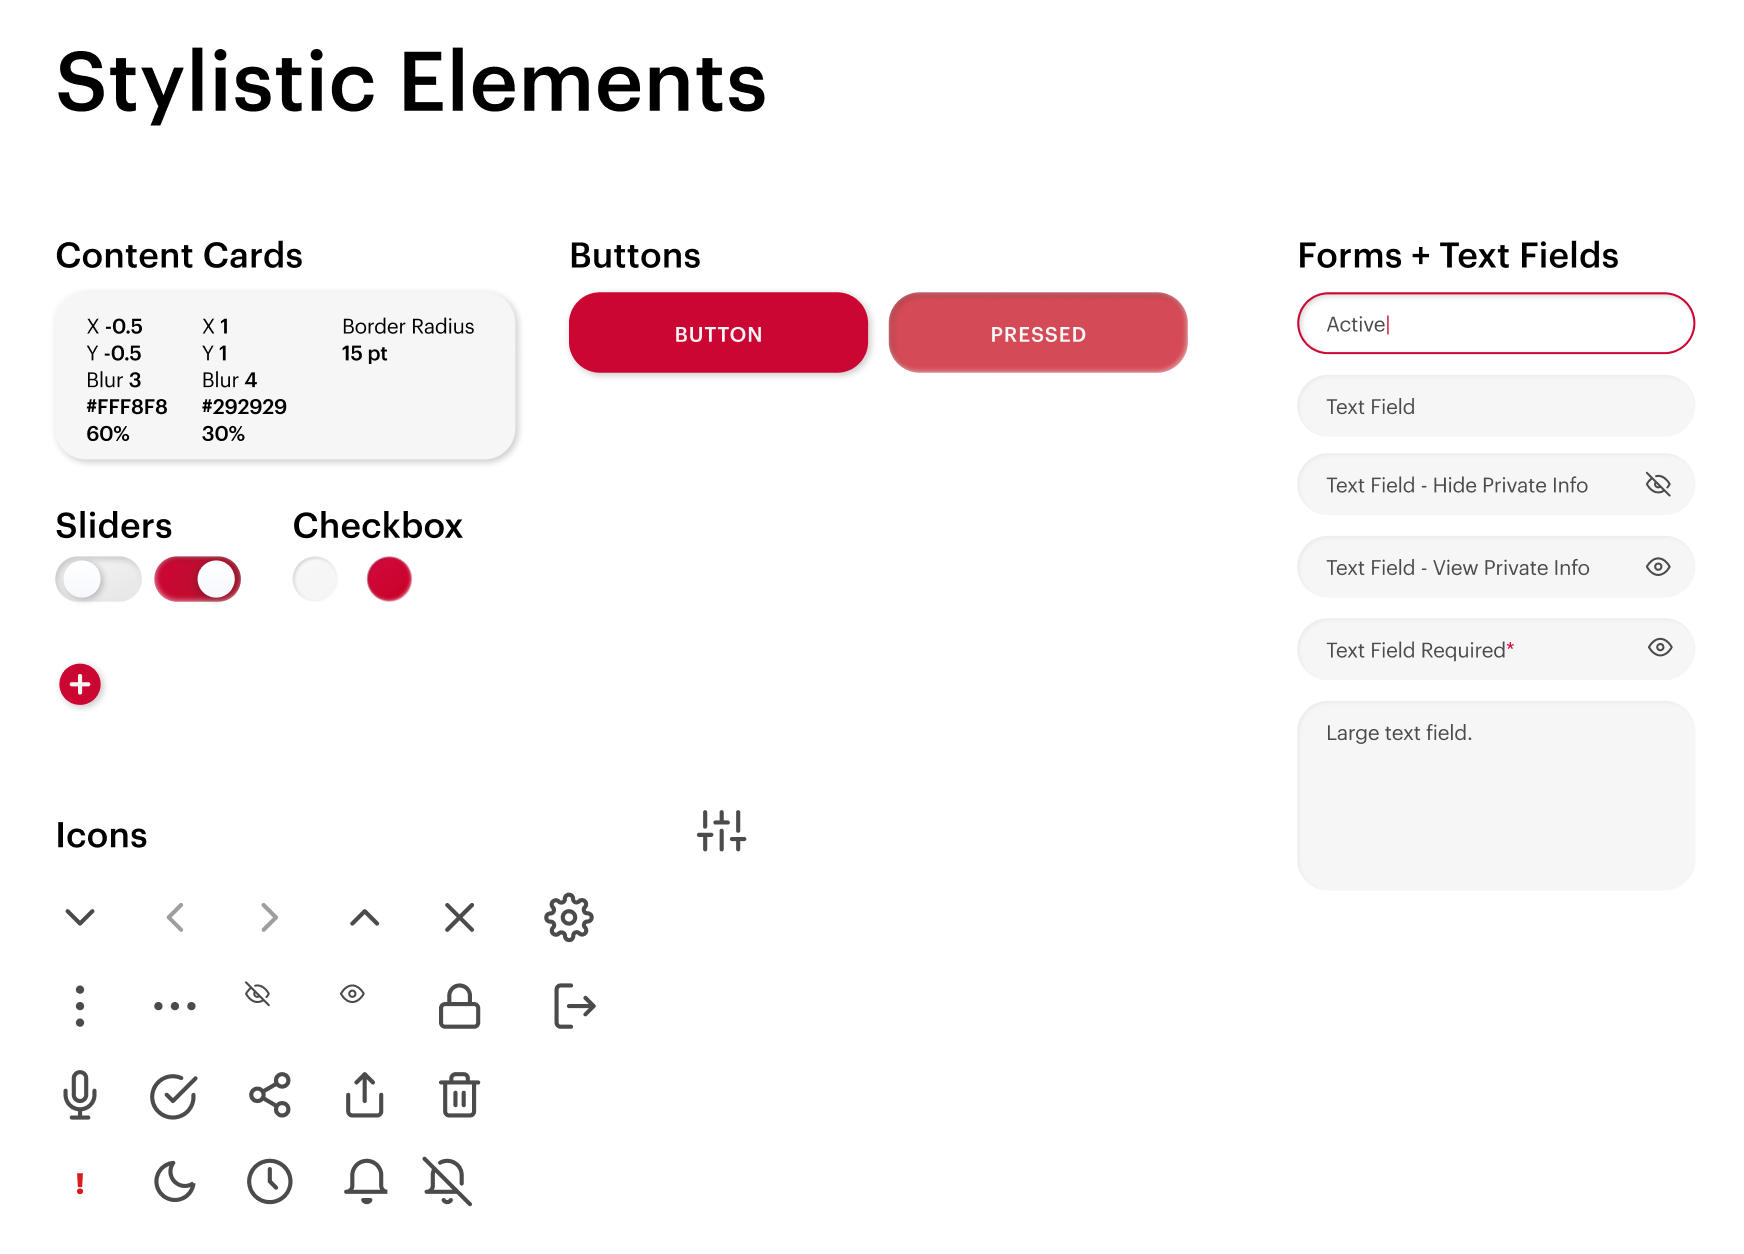 Stylistic Elements
Content Cards
X -0.5
Y -0.5
Blur 3
#FFF8F8
60%
X 1
Y 1
Blur 4
#292929
30%
Border Radius
15 pt
Buttons
BUTTON
PRESSED
Forms + Text Fields
Active
Text Field
Text Field - Hide Private Info
Text Field - View Private Info
Text Field Required*
Large text field.
Sliders
Checkbox
Icons
!